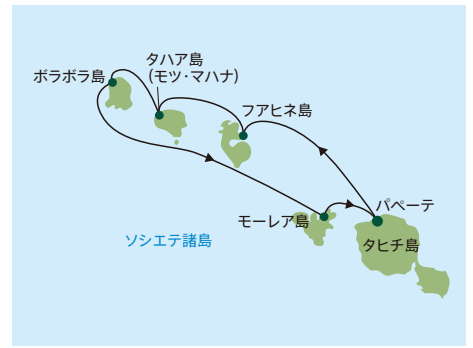 タハア島
(モツ・マハナ)
ボラボラ島
フアヒネ島
パペーテ
モーレア島
タヒチ島
ソシエテ諸島